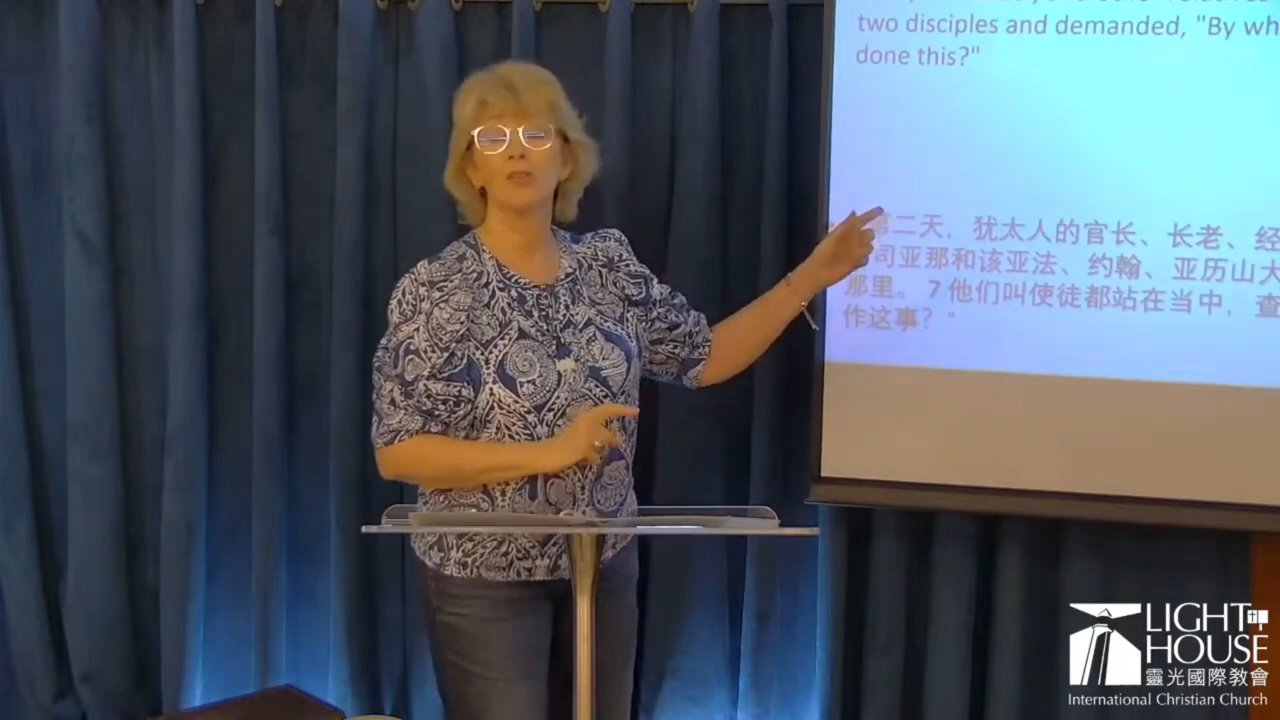 two disciples and demanded, "By wh
done this?"
二天，犹太人的官长、长老、经
司亚那和该亚法、约翰、亚历山大
那里。 7 他们叫使徒都站在当中，查
作这事？"
LIGHT
HOUSE
靈光國際教會
International Christian Church